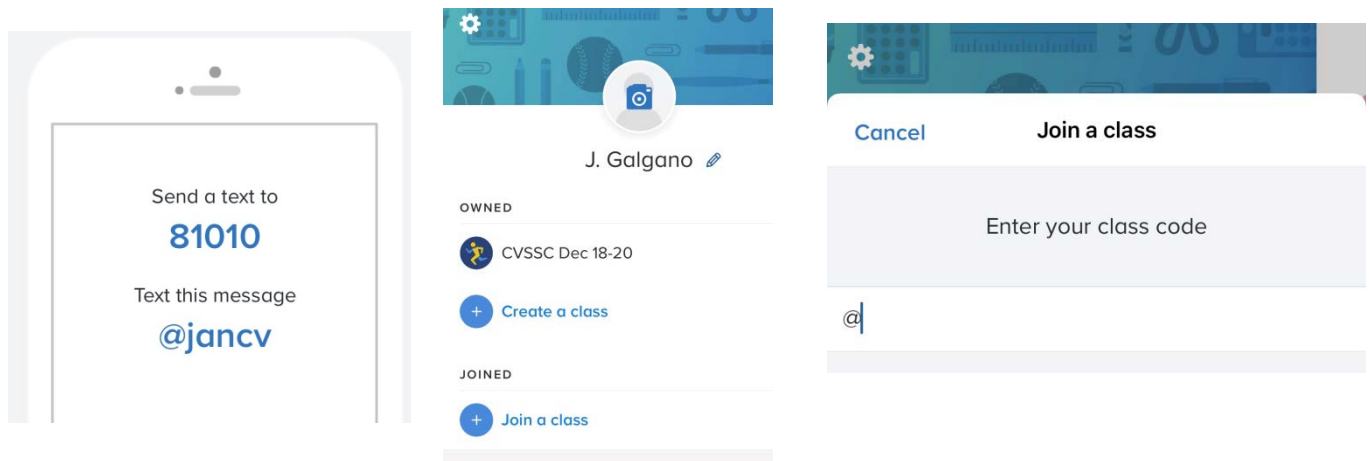 Send a text to
81010
Text this message
@jancv
J. Galgano
OWNED
CVSSC Dec 18-20
+ Create a class
JOINED
+ Join a class
Cancel
Join a class
Enter your class code
@